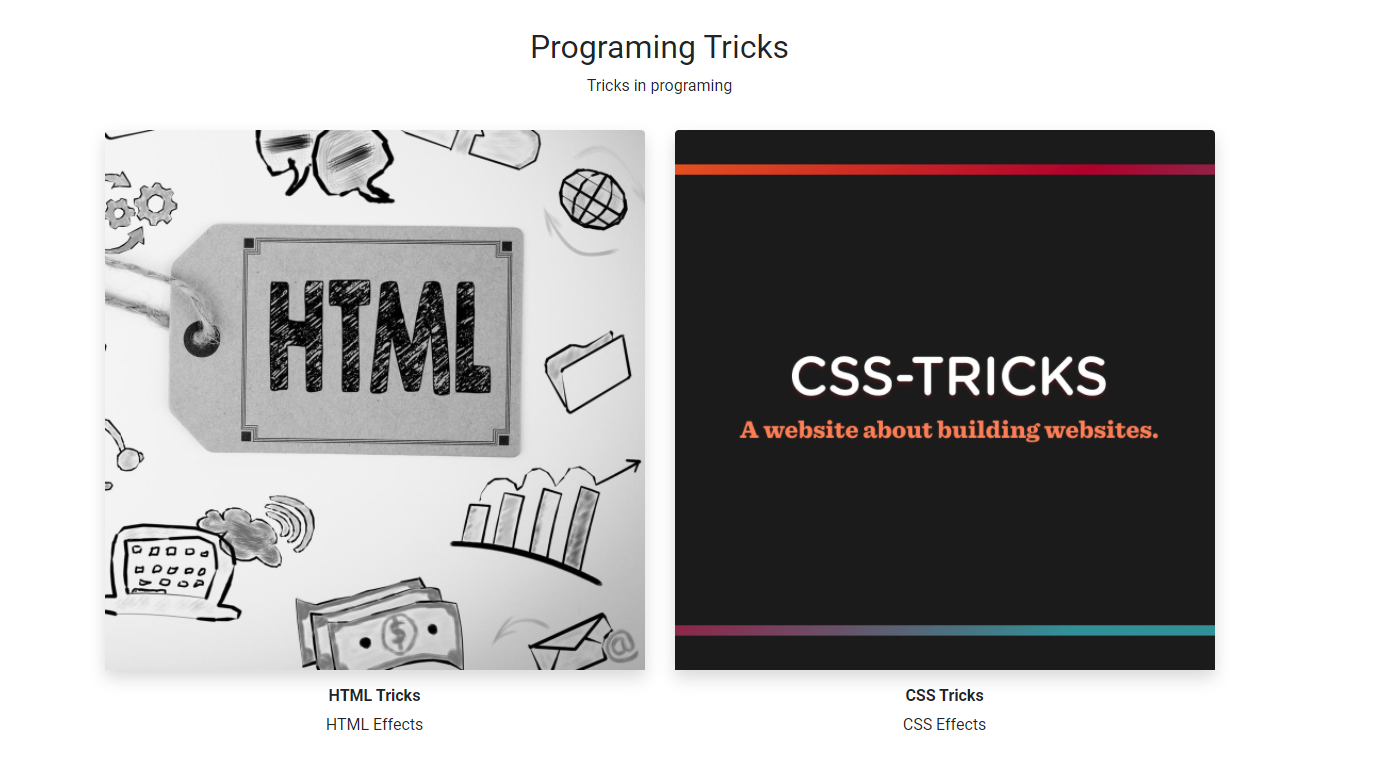 Programing Tricks
Tricks in programing
HTML
CSS-TRICKS
A website about building websites.
$
@
HTML Tricks
CSS Tricks
HTML Effects
CSS Effects